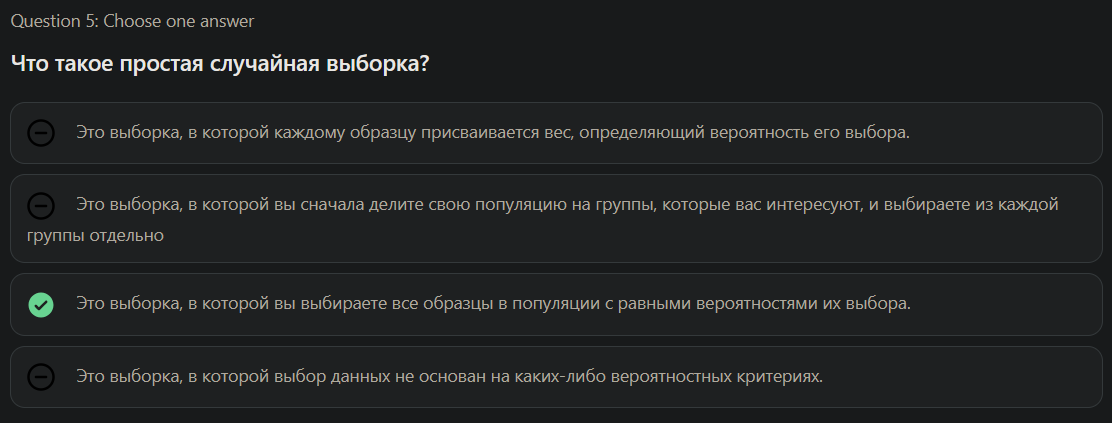 Question 5: Choose one answer
Что такое простая случайная выборка?
Это выборка, в которой каждому образцу присваивается вес, определяющий вероятность его выбора.
Это выборка, в которой вы сначала делите свою популяцию на группы, которые вас интересуют, и выбираете из каждой
группы отдельно
Это выборка, в которой вы выбираете все образцы в популяции с равными вероятностями их выбора.
Это выборка, в которой выбор данных не основан на каких-либо вероятностных критериях.